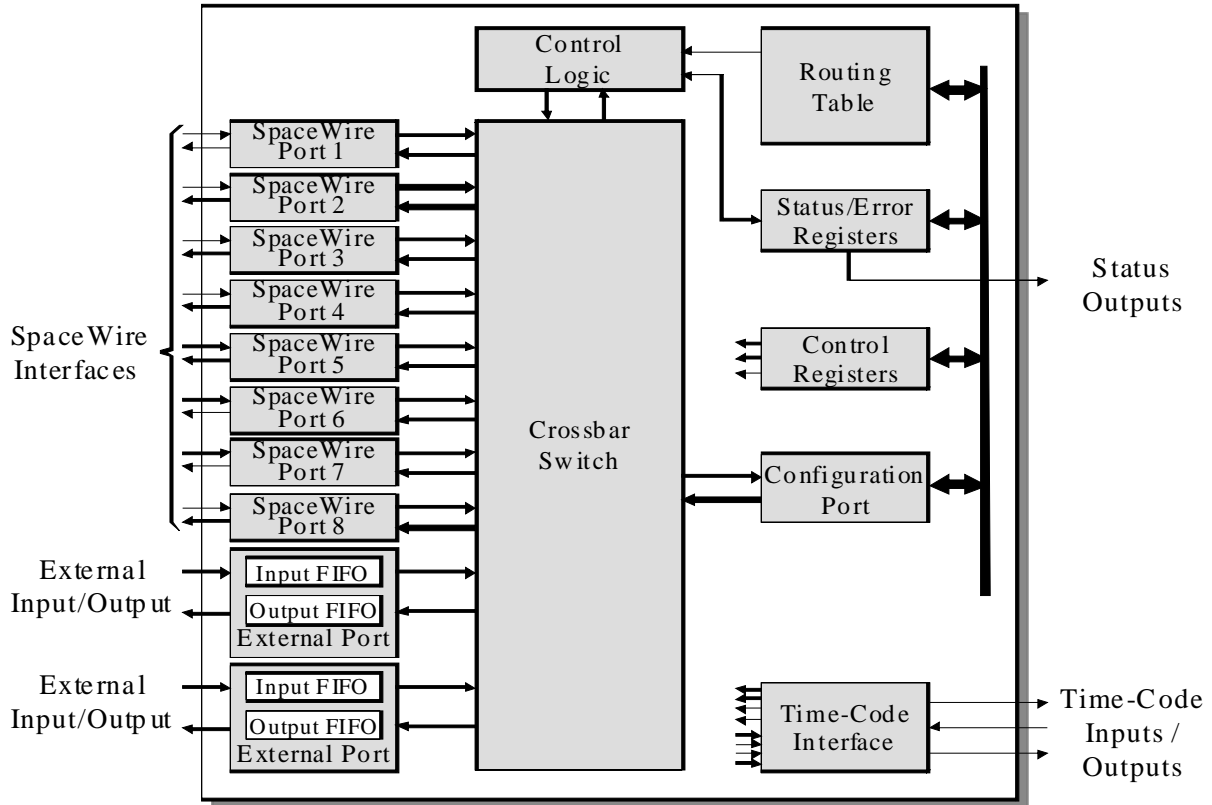 Control
Logic
Routing
Table
SpaceWire
Port 1
SpaceWire
Port 2
SpaceWire
Port 3
SpaceWire
Port 4
SpaceWire
Port 5
SpaceWire
Port 6
SpaceWire
Port 7
SpaceWire
Port 8
SpaceWire
Interfaces
Status/Error
Registers
Status
Outputs
Control
Registers
Crossbar
Switch
Configuration
Port
External
Input/Output
Input FIFO
Output FIFO
External Port
External
Input/Output
Input FIFO
Output FIFO
External Port
Time-Code
Interface
Time-Code
Inputs /
Outputs